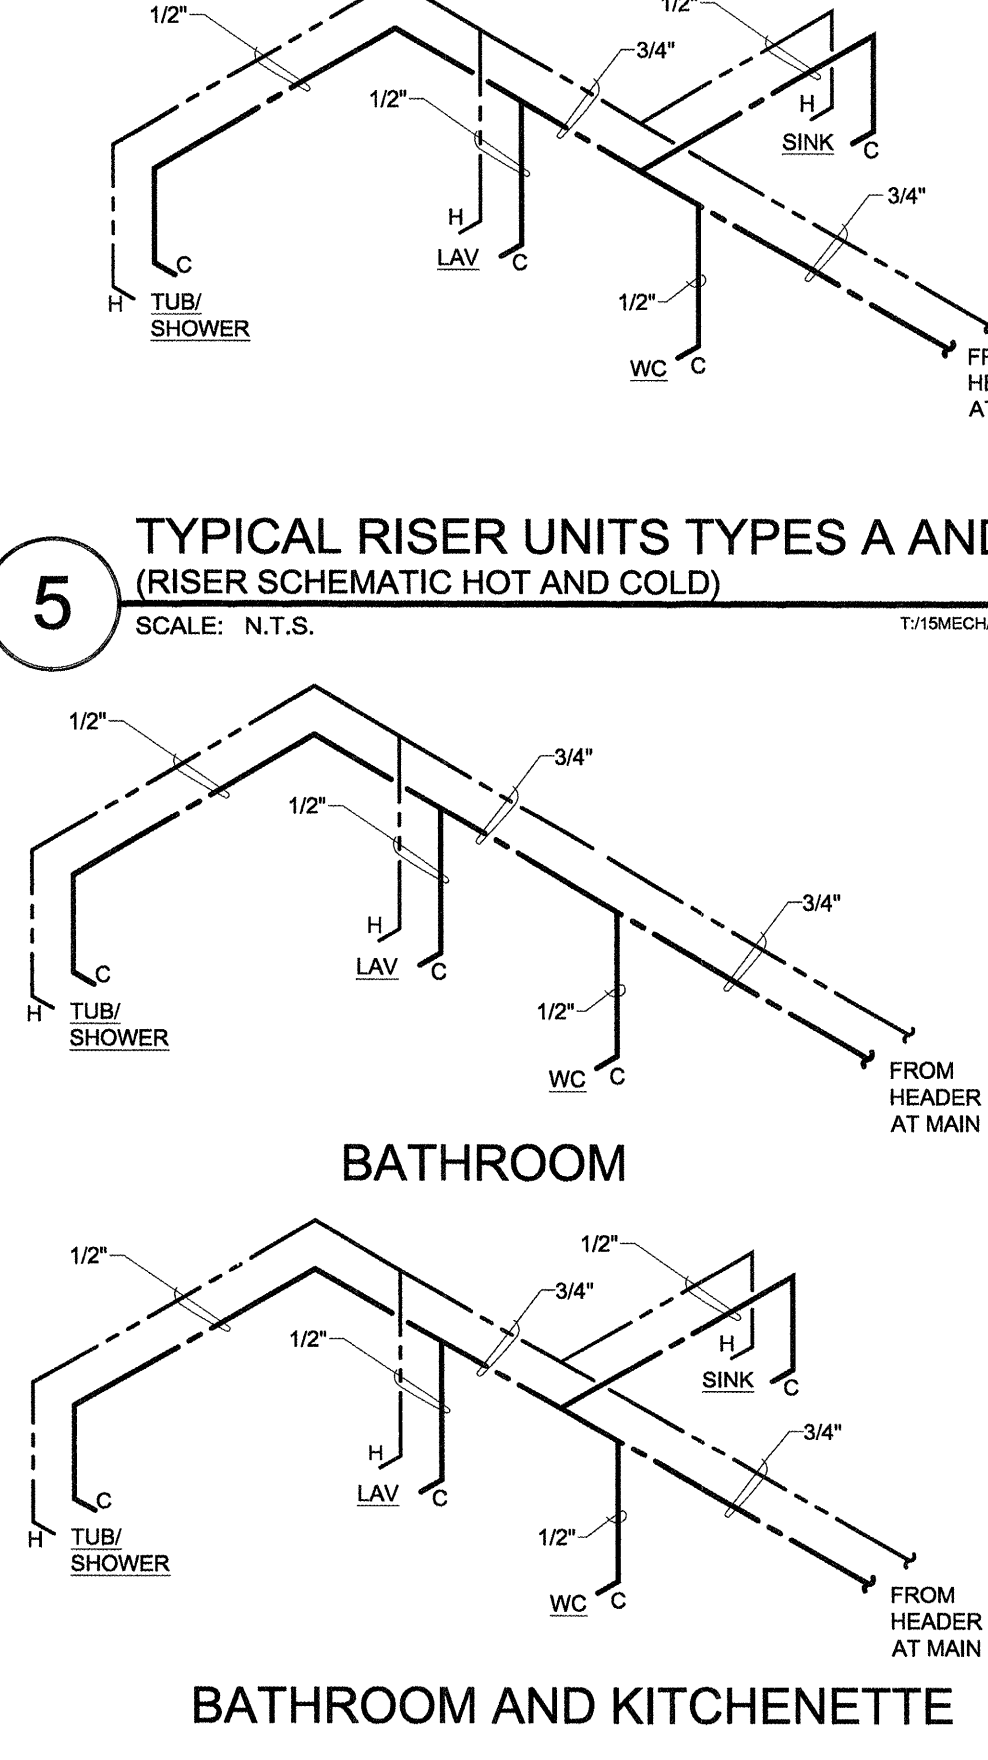 1/2"
1/2"
3/4"
1/2"
H
SINK
C
3/4"
H
LAV
C
C
H
TUB/
SHOWER
1/2"
WC
C
5
TYPICAL RISER UNITS TYPES A
(RISER SCHEMATIC HOT AND COLD)
SCALE: N.T.S.
1/2"
3/4"
1/2"
3/4"
H
LAV
C
C
H
TUB/
SHOWER
1/2"
WC
C
FROM
HEADER
AT MAIN
BATHROOM
1/2"
1/2"
3/4"
1/2"
H
SINK
C
3/4"
H
LAV
C
C
H
TUB/
SHOWER
1/2"
WC
C
FROM
HEADER
AT MAIN
BATHROOM AND KITCHENETTE